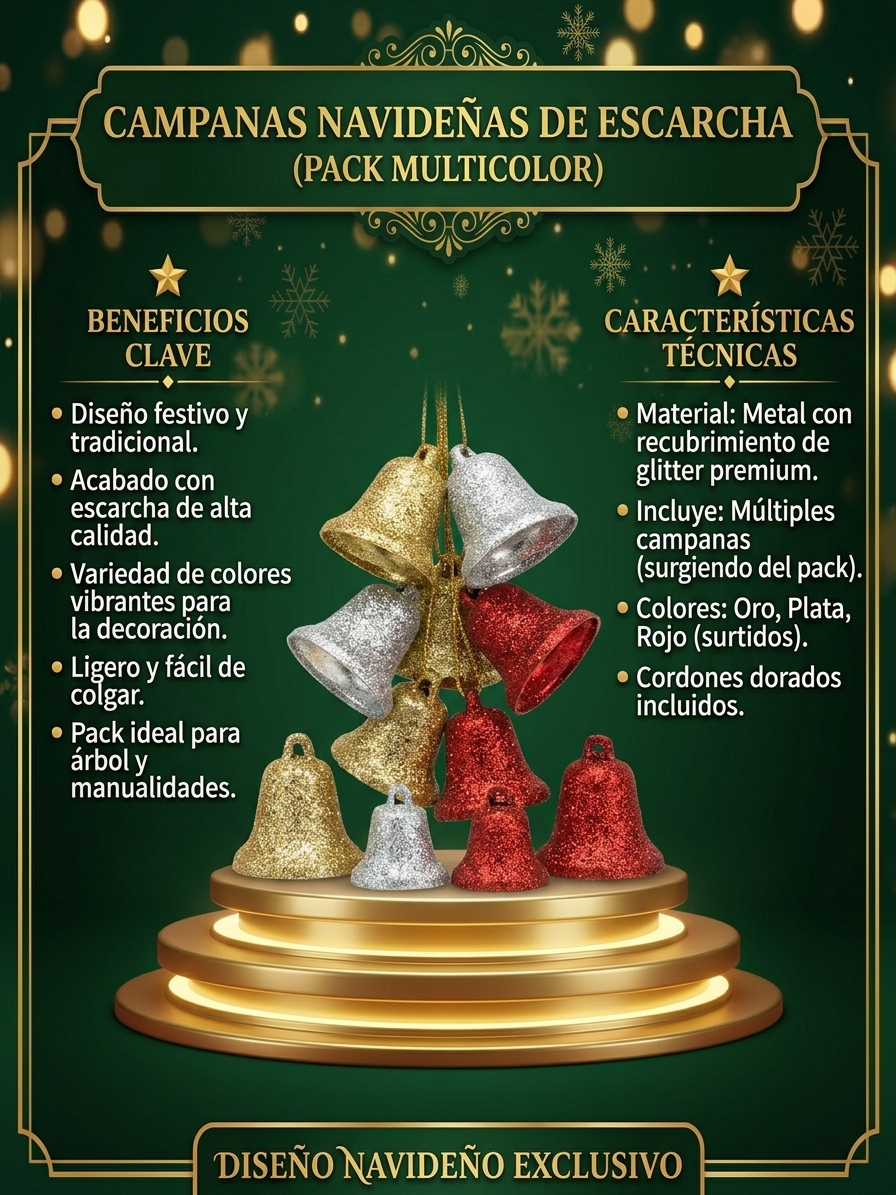 CAMPANAS NAVIDEÑAS DE ESCARCHA
(PACK MULTICOLOR)
BENEFICIOS
CLAVE
• Diseño festivo y
tradicional.
• Acabado con
escarcha de alta
calidad.
• Variedad de colores
vibrantes para
la decoración.
• Ligero y fácil de
colgar.
• Pack ideal para
árbol y
manualidades.
CARACTERÍSTICAS
TÉCNICAS
• Material: Metal con
recubrimiento de
glitter premium.
• Incluye: Múltiples
campanas
(surgiendo del pack).
• Colores: Oro, Plata,
Rojo (surtidos).
• Cordones dorados
incluidos.
DISEÑO NAVIDEÑO EXCLUSIVO